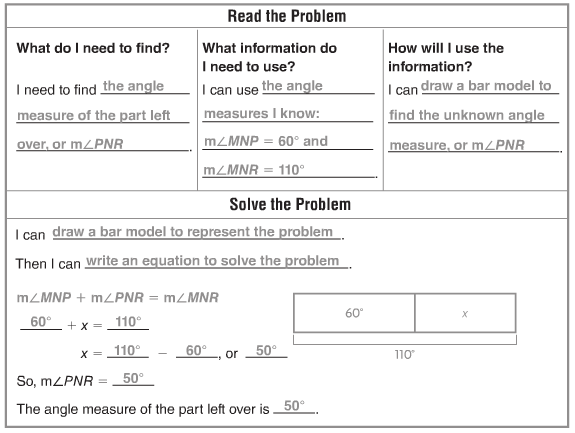 Read the Problem
What do I need to find?
I need to find the angle
measure of the part left
over, or m∠PNR.
What information do
I need to use?
I can use the angle
measures I know:
m∠MNP = 60° and
m∠MNR = 110°.
How will I use the
information?
I can draw a bar model to
find the unknown angle
measure, or m∠PNR.
Solve the Problem
I can draw a bar model to represent the problem.
Then I can write an equation to solve the problem.
m∠MNP + m∠PNR = m∠MNR
60° + x = 110°
x = 110° − 60°, or 50°
So, m∠PNR = 50°
The angle measure of the part left over is 50°.
60° x
110°